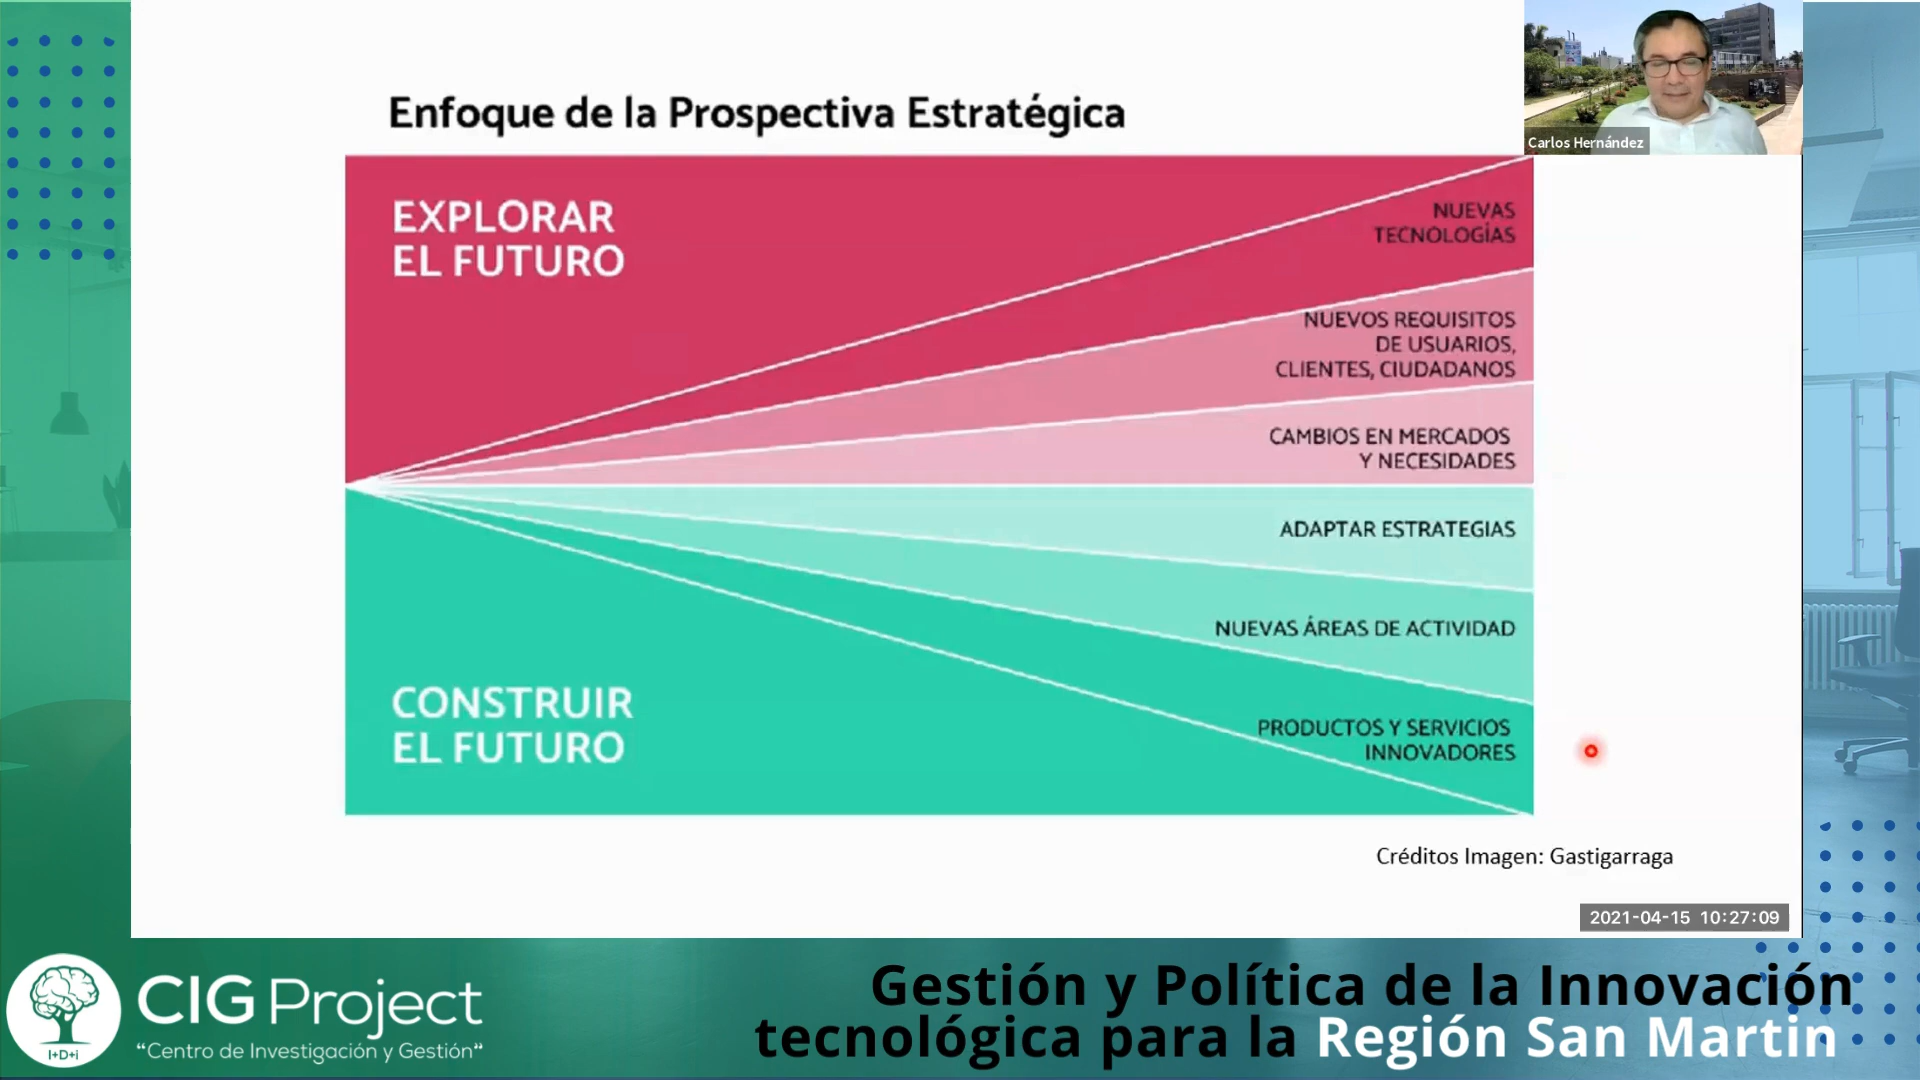 Carlos Hernández
Enfoque de la Prospectiva Estratégica
EXPLORAR
EL FUTURO
NUEVAS
TECNOLOGÍAS
NUEVOS REQUISITOS
DE USUARIOS,
CLIENTES, CIUDADANOS
CAMBIOS EN MERCADOS
Y NECESIDADES
ADAPTAR ESTRATEGIAS
NUEVAS ÁREAS DE ACTIVIDAD
CONSTRUIR
EL FUTURO
PRODUCTOS Y SERVICIOS
INNOVADORES
Créditos Imagen: Gastigarraga
2021-04-15 10:27:09
CIG Project
“Centro de Investigación y Gestión”
I+D+i
Gestión y Política de la Innovación
tecnológica para la Región San Martin